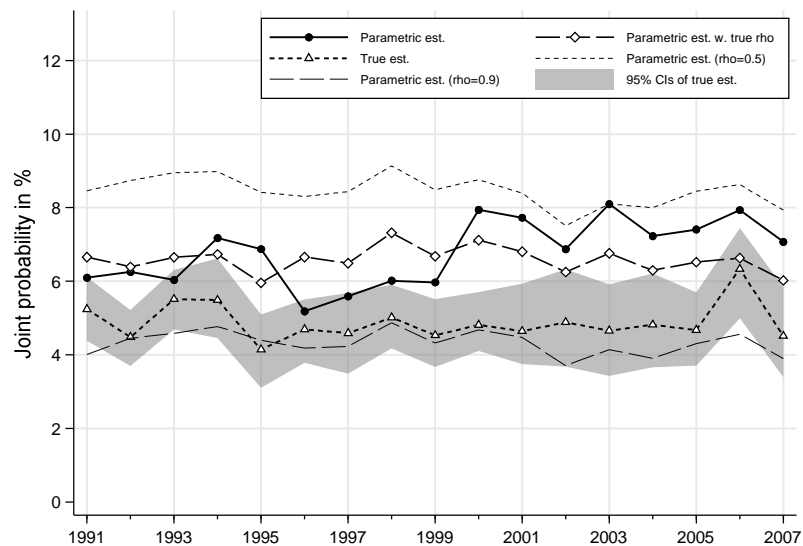 Parametric est.
Parametric est. w. true rho
True est.
Parametric est. (rho=0.5)
Parametric est. (rho=0.9)
95% CIs of true est.
Joint probability in %
12
10
8
6
4
2
0
1991 1993 1995 1997 1999 2001 2003 2005 2007